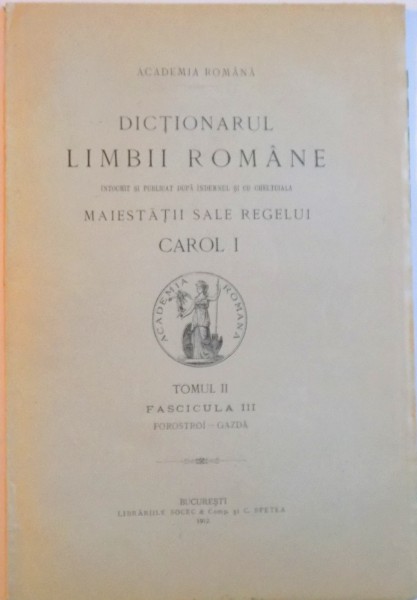 ACADEMIA ROMÂNĂ
DICȚIONARUL
LIMBII ROMÂNE
ÎNTOCMIT ȘI PUBLICAT DUPĂ ÎNDEMNUL ȘI CU CHELTUIALA
MAIESTĂȚII SALE REGELUI
CAROL I
ACADEMIA ROMANA
TOMUL II
FASCICULA III
FOROSTROÎ – GAZDĂ
BUCUREȘTI
LIBRĂRIILE SOCEC & Comp. și C. SFETEA
1912